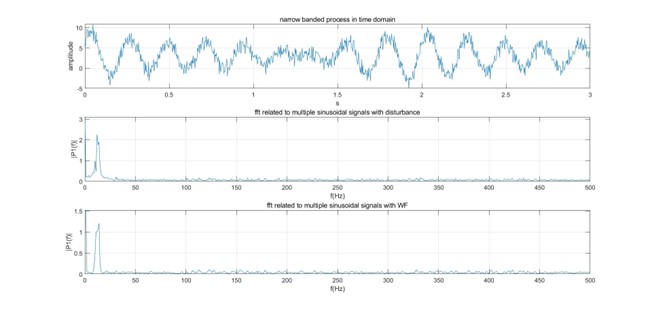 narrow banded process in time domain
10
5
0
-5
amplitude
0 0.5 1 1.5 2 2.5 3
s
fft related to multiple sinusoidal signals with disturbance
3
2
1
0
|P1(f)|
0 50 100 150 200 250 300 350 400 450 500
f(Hz)
fft related to multiple sinusoidal signals with WF
1.5
1
0.5
0
|P1(f)|
0 50 100 150 200 250 300 350 400 450 500
f(Hz)